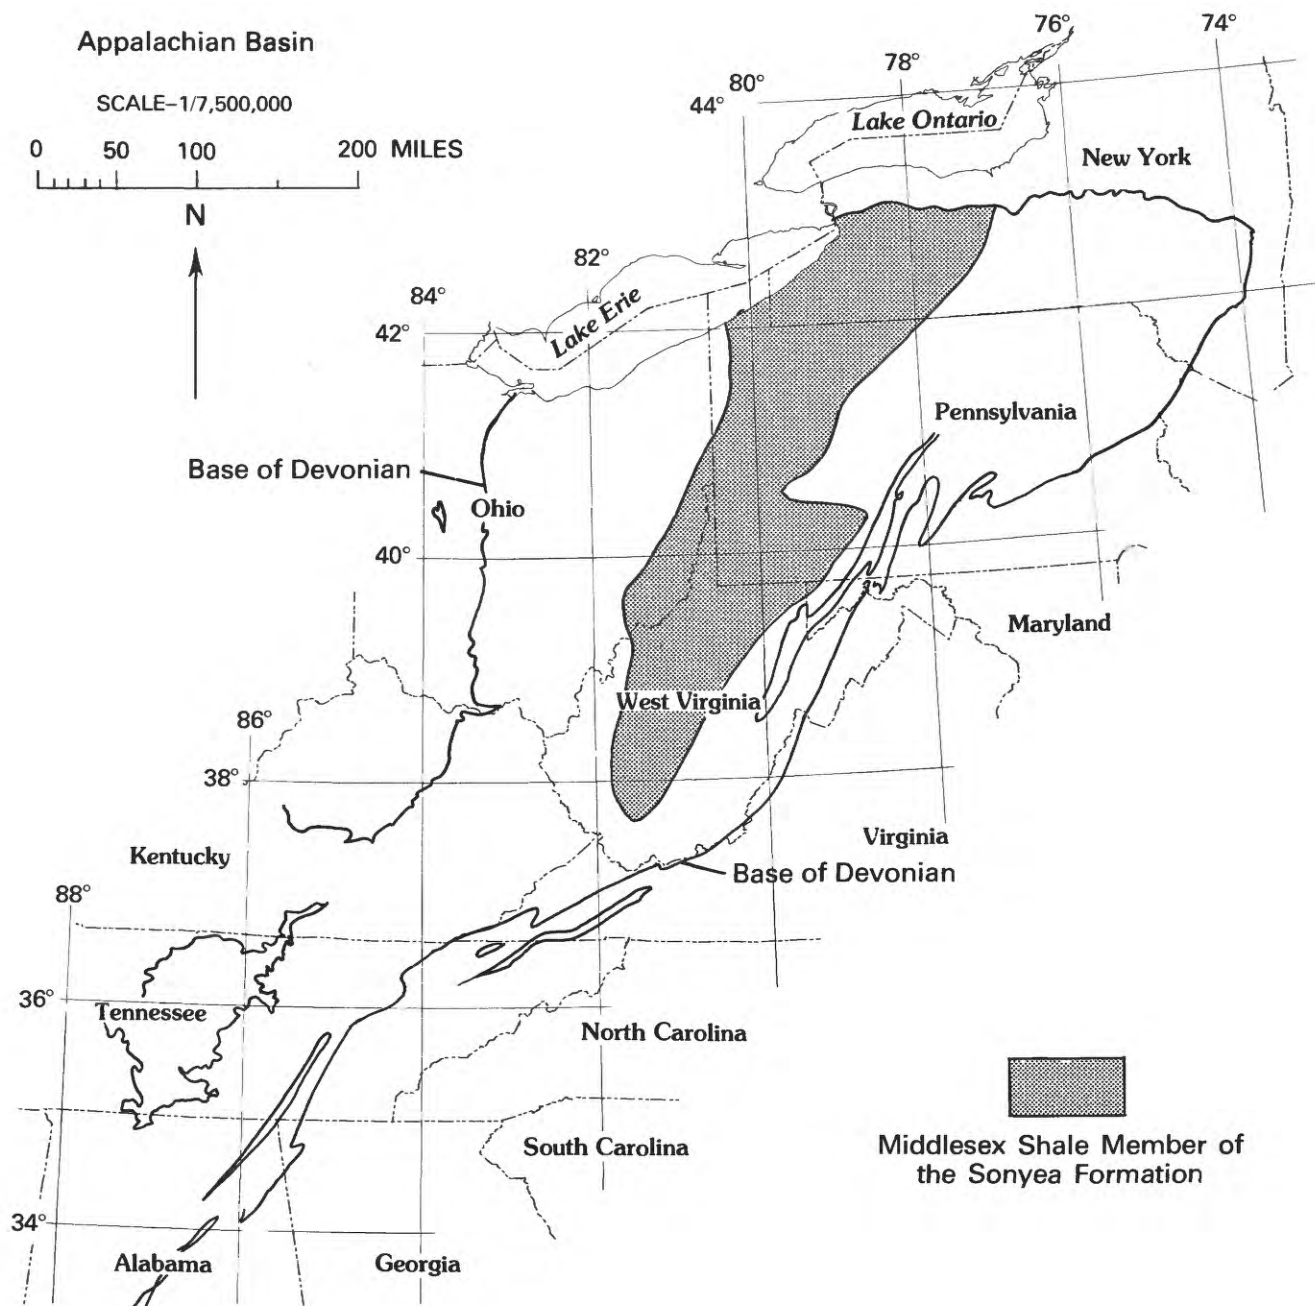 Appalachian Basin
SCALE–1/7,500,000
0 50 100 200 MILES
N
76°
74°
78°
80°
44°
Lake Ontario
New York
82°
84°
Lake Erie
42°
Pennsylvania
Base of Devonian
Ohio
40°
Maryland
West Virginia
86°
38°
Virginia
Kentucky
Base of Devonian
88°
36°
Tennessee
North Carolina
South Carolina
Middlesex Shale Member of
the Sonyea Formation
34°
Alabama
Georgia